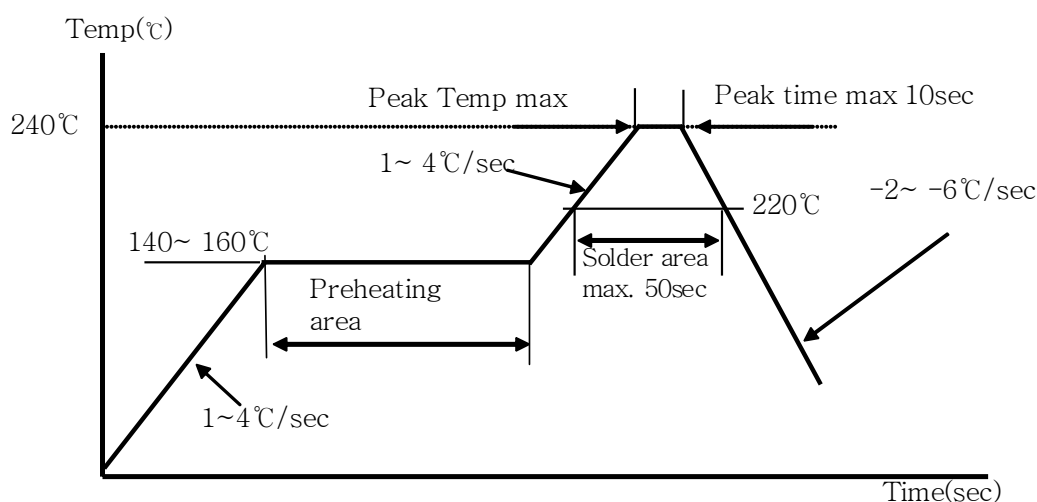 Temp(℃)
Peak Temp max
Peak time max 10sec
240℃
1~ 4℃/sec
-2~ -6℃/sec
220℃
140~ 160℃
Solder area
max. 50sec
Preheating
area
1~4℃/sec
Time(sec)